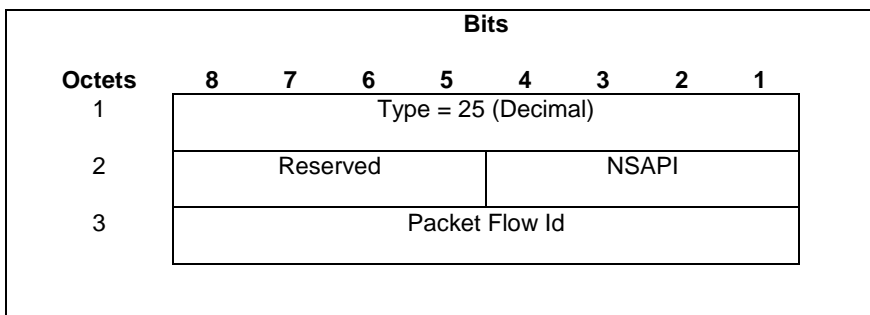 Bits
Octets 8 7 6 5 4 3 2 1
1 Type = 25 (Decimal)
2 Reserved NSAPI
3 Packet Flow Id